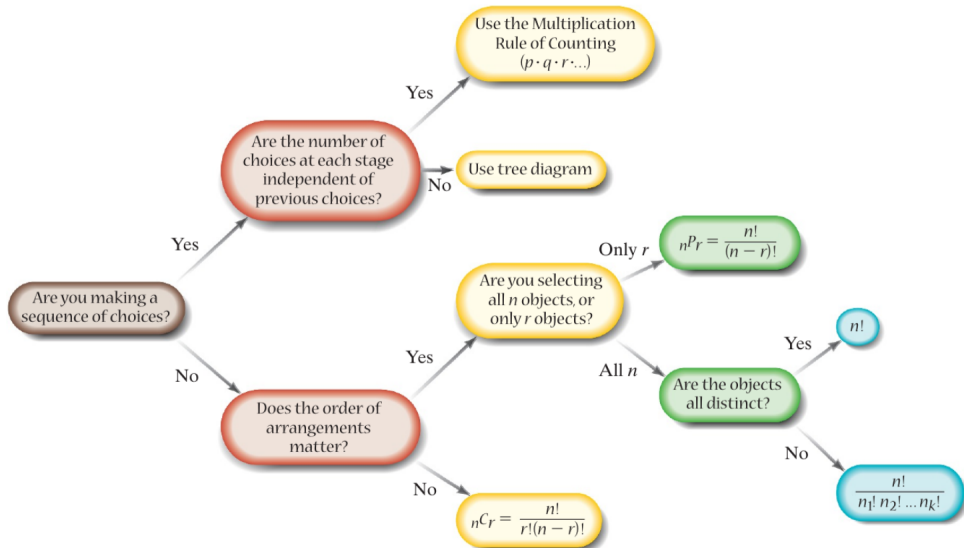 Use the Multiplication
Rule of Counting
(p · q · r · ...)
Yes
Are the number of
choices at each stage
independent of
previous choices?
No
Use tree diagram
Yes
Are you making a
sequence of choices?
No
Only r
nPr = n! / (n − r)!
Are you selecting
all n objects, or
only r objects?
Yes
All n
Yes
n!
Are the objects
all distinct?
No
n! / n1! n2! ... nk!
Does the order of
arrangements
matter?
No
nCr = n! / r!(n − r)!